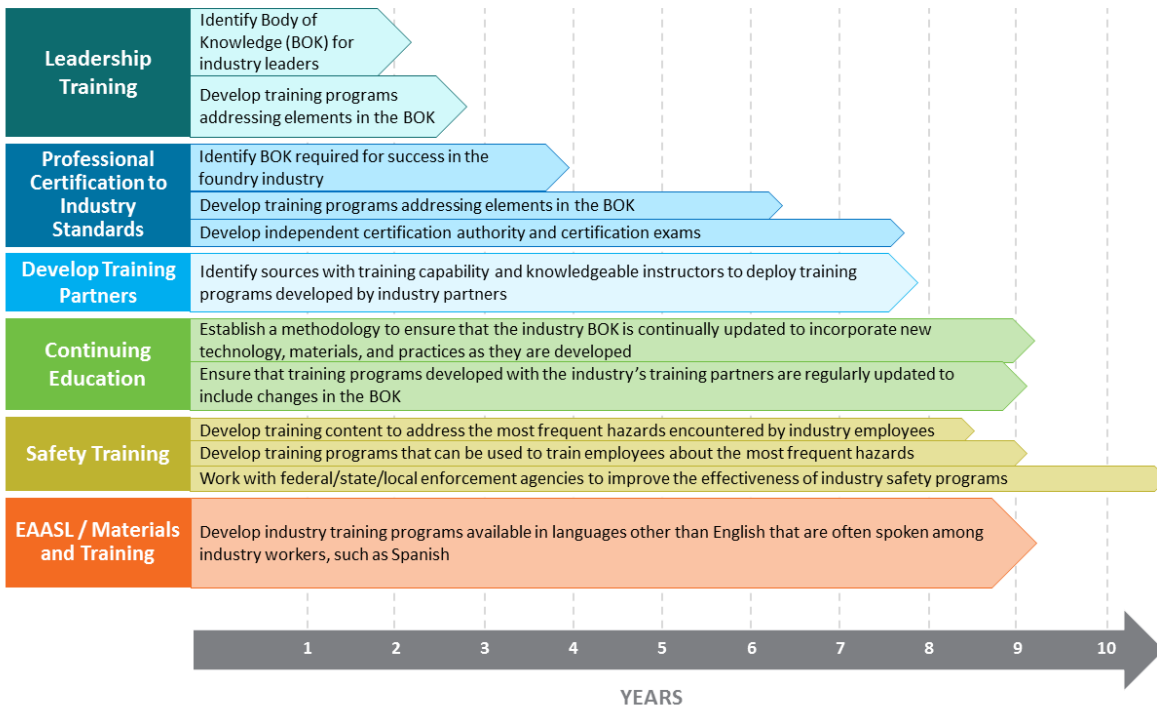 Leadership
Training
Identify Body of
Knowledge (BOK) for
industry leaders
Develop training programs
addressing elements in the BOK
Professional
Certification to
Industry
Standards
Identify BOK required for success in the
foundry industry
Develop training programs addressing elements in the BOK
Develop independent certification authority and certification exams
Develop Training
Partners
Identify sources with training capability and knowledgeable instructors to deploy training
programs developed by industry partners
Continuing
Education
Establish a methodology to ensure that the industry BOK is continually updated to incorporate new
technology, materials, and practices as they are developed
Ensure that training programs developed with the industry's training partners are regularly updated to
include changes in the BOK
Safety Training
Develop training content to address the most frequent hazards encountered by industry employees
Develop training programs that can be used to train employees about the most frequent hazards
Work with federal/state/local enforcement agencies to improve the effectiveness of industry safety programs
EAASL / Materials
and Training
Develop industry training programs available in languages other than English that are often spoken among
industry workers, such as Spanish
1 2 3 4 5 6 7 8 9 10
YEARS